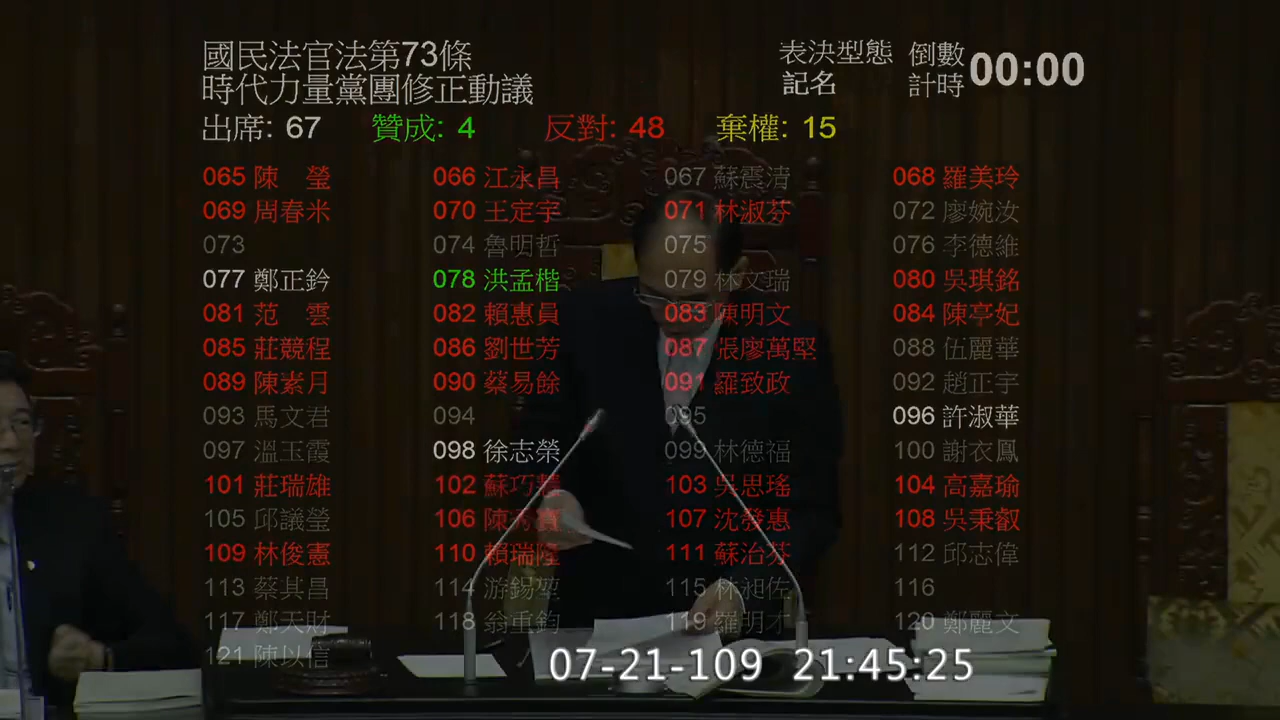 國民法官法第73條
時代力量黨團修正動議
表決型態 記名
倒數計時 00:00
出席: 67 贊成: 4 反對: 48 棄權: 15
065 陳 瑩 066 江永昌 067 蘇震清 068 羅美玲
069 周春米 070 王定宇 071 林淑芬 072 廖婉汝
073 074 魯明哲 075 076 李德維
077 鄭正鈐 078 洪孟楷 079 林文瑞 080 吳琪銘
081 范 雲 082 賴惠員 083 陳明文 084 陳亭妃
085 莊競程 086 劉世芳 087 張廖萬堅 088 伍麗華
089 陳素月 090 蔡易餘 091 羅致政 092 趙正宇
093 馬文君 094 095 096 許淑華
097 溫玉霞 098 徐志榮 099 林德福 100 謝衣鳳
101 莊瑞雄 102 蘇巧慧 103 吳思瑤 104 高嘉瑜
105 邱議瑩 106 陳秀寳 107 沈發惠 108 吳秉叡
109 林俊憲 110 賴瑞隆 111 蘇治芬 112 邱志偉
113 蔡其昌 114 游錫堃 115 林昶佐 116
117 鄭天財 118 翁重鈞 119 羅明才 120 鄭麗文
121 陳以信
07-21-109 21:45:25